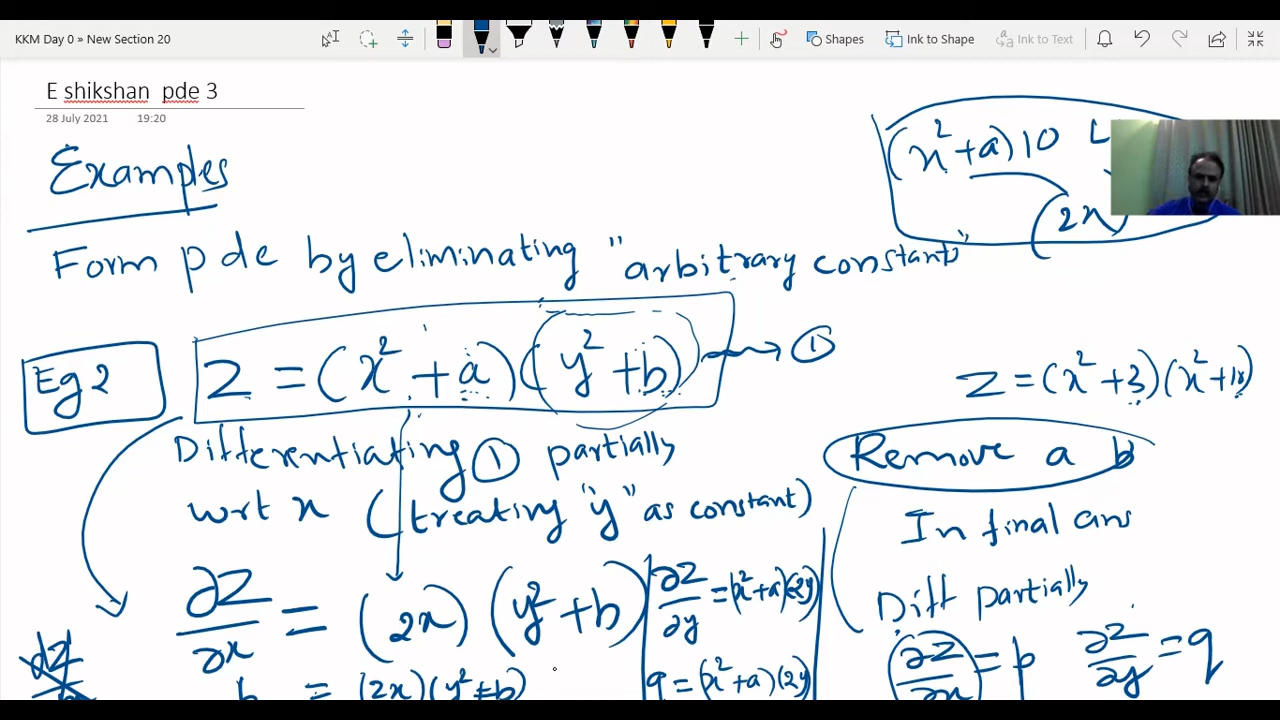 KKM Day 0 » New Section 20
Shapes
Ink to Shape
Ink to Text
E shikshan pde 3
28 July 2021 19:20
Examples
(x²+a)10
(2x)
Form pde by eliminating "arbitrary constants"
Eg 2 Z = (x² + a)(y² + b) → ①
Z = (x²+3)(x²+10)
Differentiating ① partially
wrt x (treating "y" as constant)
∂Z/∂x = (2x)(y²+b)
p = (2x)(y²+b)
∂Z/∂y = (x²+a)(2y)
q = (x²+a)(2y)
Remove a b
In final ans
Diff partially
∂Z/∂x = p ∂Z/∂y = q